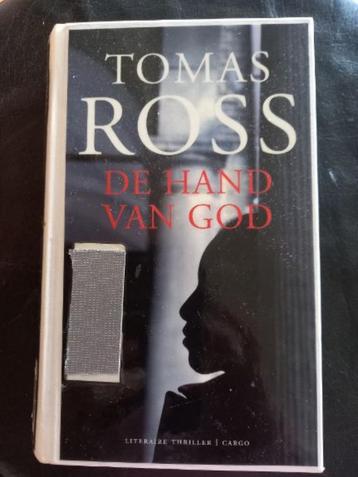 TOMAS
ROSS
DE HAND
VAN GOD
LITERAIRE THRILLER | CARGO